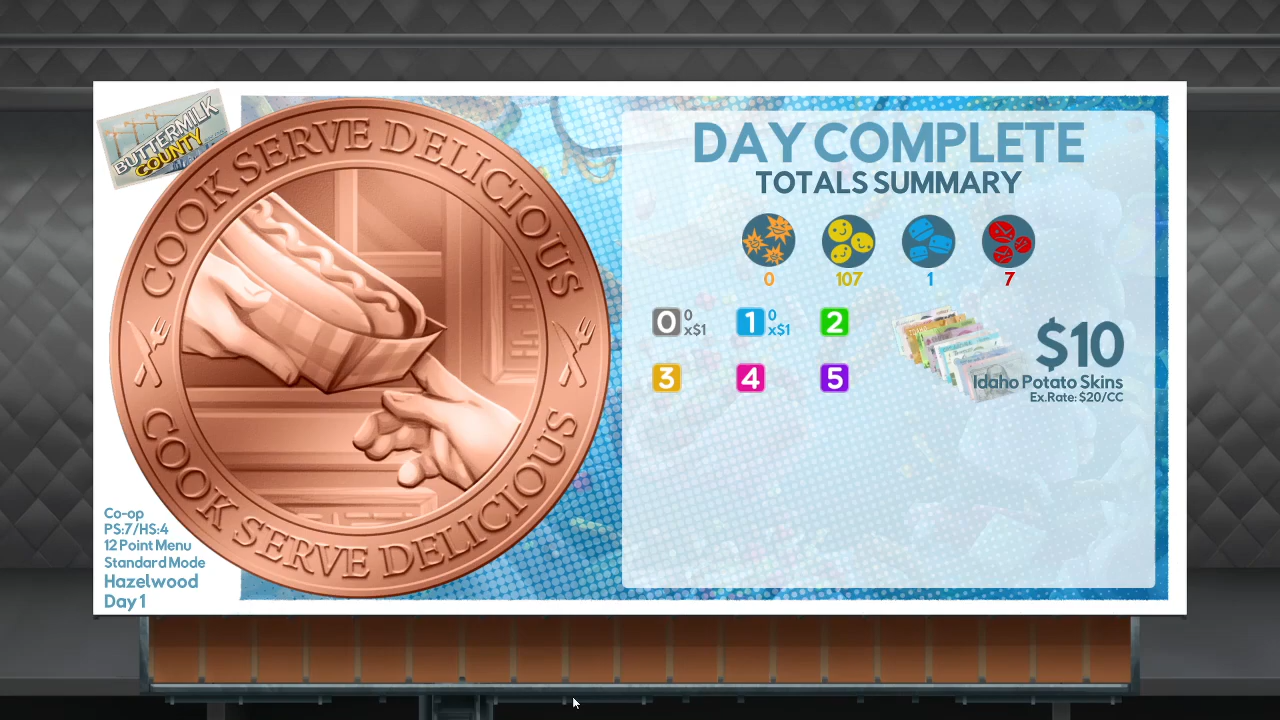 BUTTERMILK
COUNTY
COOK SERVE DELICIOUS
COOK SERVE DELICIOUS
Co-op
PS:7/HS:4
12 Point Menu
Standard Mode
Hazelwood
Day 1
DAY COMPLETE
TOTALS SUMMARY
0 107 1 7
0 0 x$1 1 0 x$1 2
3 4 5
$10
Idaho Potato Skins
Ex.Rate: $20/CC